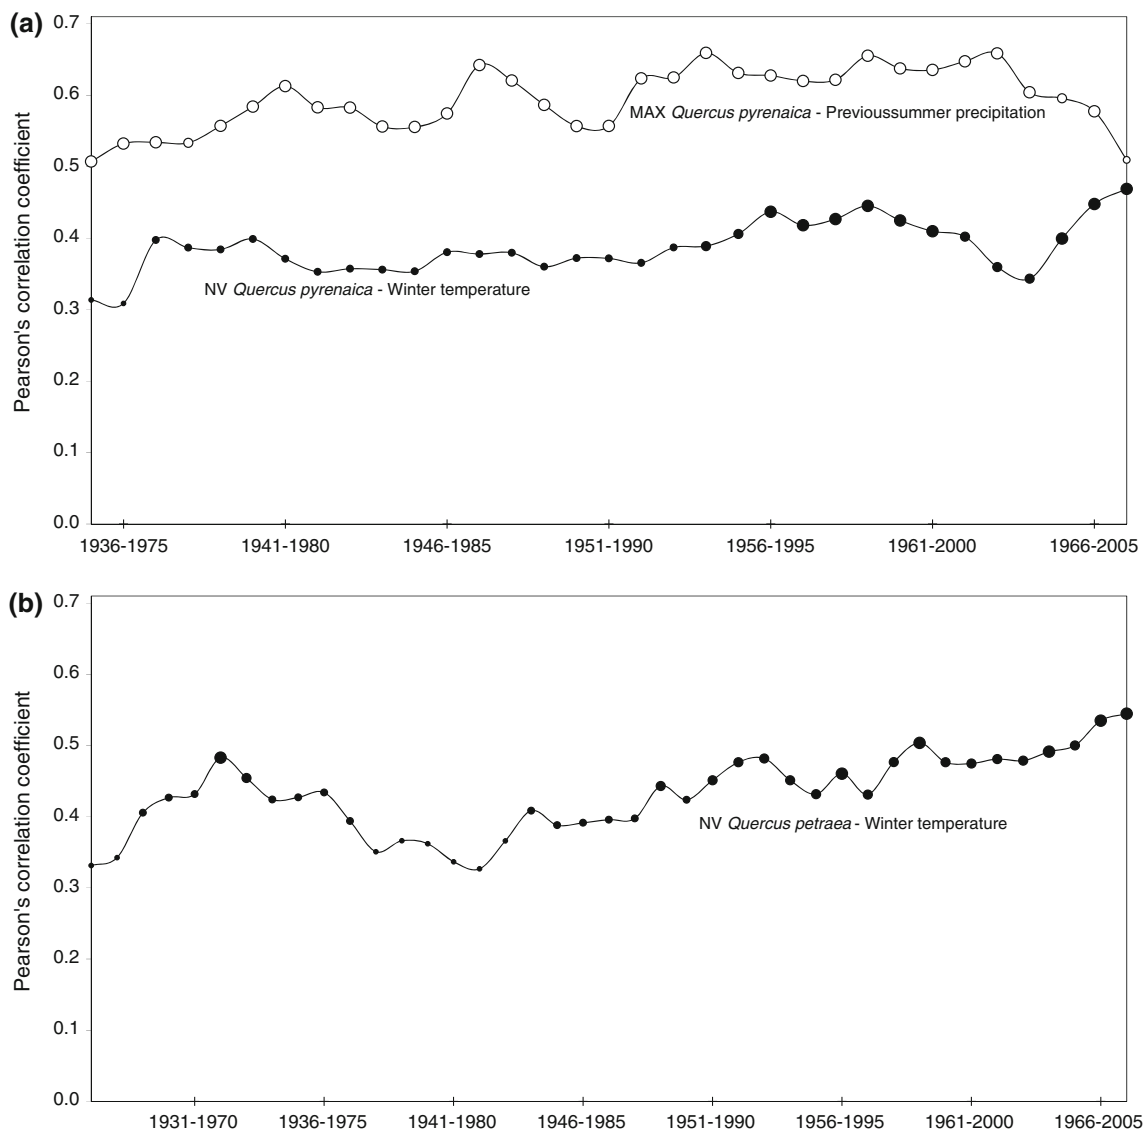 (a)
0.7
0.6
0.5
0.4
0.3
0.2
0.1
0.0
Pearson's correlation coefficient
MAX Quercus pyrenaica - Previoussummer precipitation
NV Quercus pyrenaica - Winter temperature
1936-1975 1941-1980 1946-1985 1951-1990 1956-1995 1961-2000 1966-2005
(b)
0.7
0.6
0.5
0.4
0.3
0.2
0.1
0.0
Pearson's correlation coefficient
NV Quercus petraea - Winter temperature
1931-1970 1936-1975 1941-1980 1946-1985 1951-1990 1956-1995 1961-2000 1966-2005